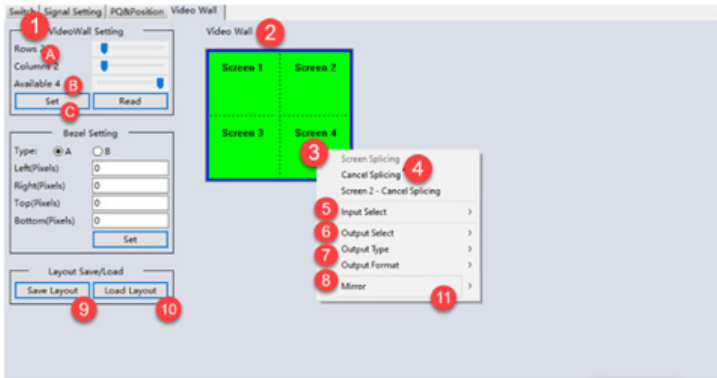 Switch Signal Setting PQ&Position Video Wall
1 VideoWall Setting
Video Wall 2
Rows
A
Columns 2
B
Available 4
Set Read
C
Screen 1 Screen 2
Screen 3 Screen 4
Bezel Setting
Type: A B
Left(Pixels) 0
Right(Pixels) 0
Top(Pixels) 0
Bottom(Pixels) 0
Set
3
Screen Splicing
4
Cancel Splicing
Screen 2 - Cancel Splicing
5 Input Select >
6 Output Select >
7 Output Type >
Output Format >
8 Mirror >
11
Layout Save/Load
Save Layout Load Layout
9 10